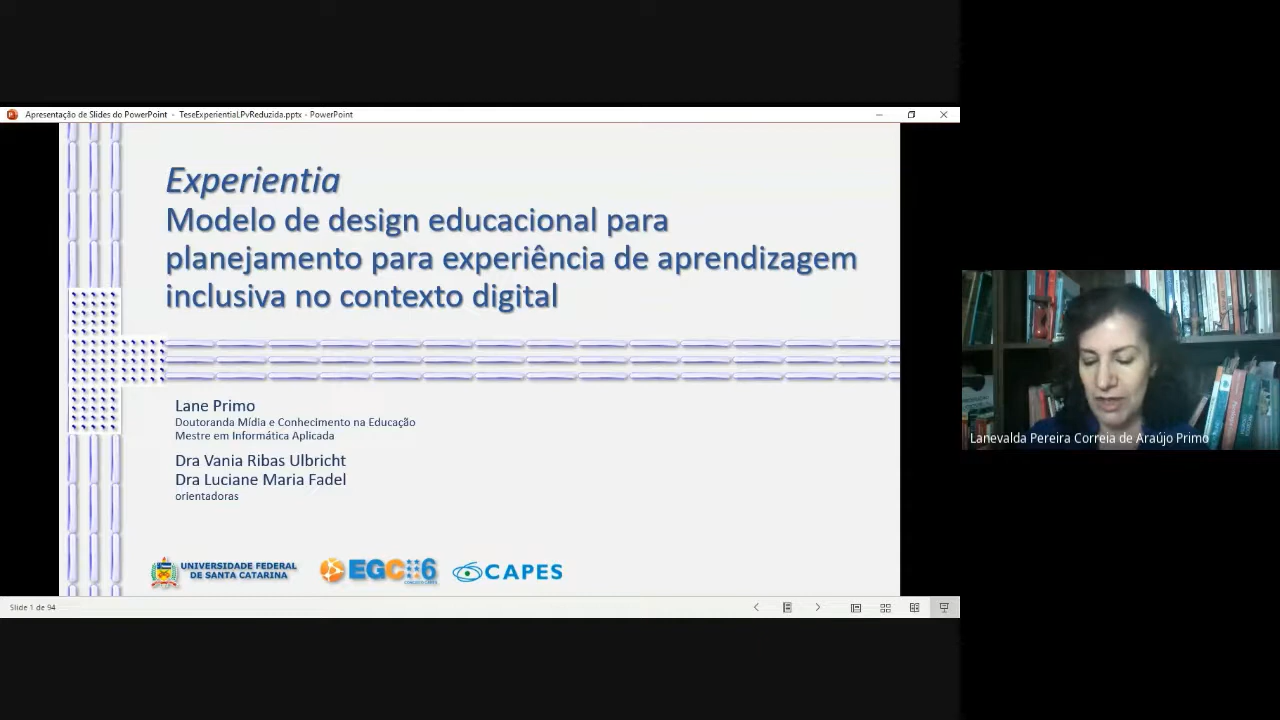 Apresentação de Slides do PowerPoint - TeseExperientiaLPvReduzida.pptx - PowerPoint
Experientia
Modelo de design educacional para
planejamento para experiência de aprendizagem
inclusiva no contexto digital
Lane Primo
Doutoranda Mídia e Conhecimento na Educação
Mestre em Informática Aplicada
Dra Vania Ribas Ulbricht
Dra Luciane Maria Fadel
orientadoras
UNIVERSIDADE FEDERAL
DE SANTA CATARINA
EGC 6
CAPES
Slide 1 de 94
Lanevalda Pereira Correia de Araújo Primo